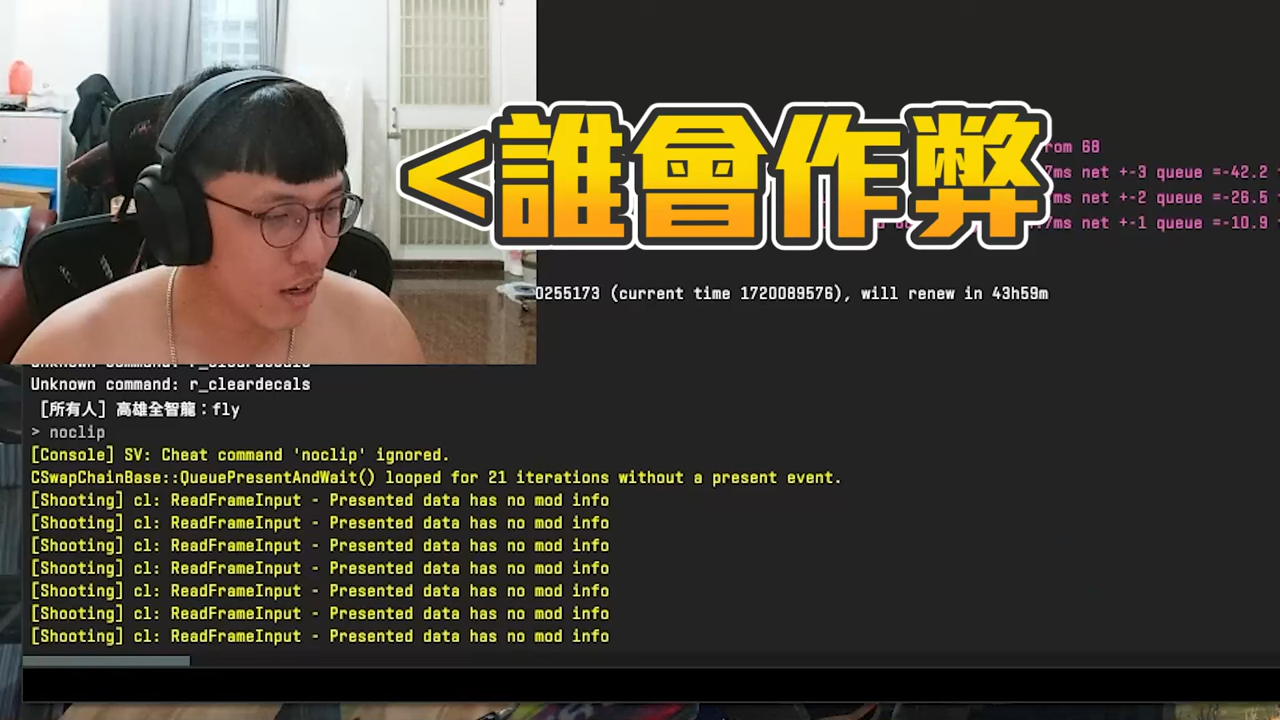 <誰會作弊
rom 68
7ms net +-3 queue =-42.2
7ms net +-2 queue =-26.5
7ms net +-1 queue =-10.9
0255173 (current time 1720089576), will renew in 43h59m
Unknown command: r_cleardecals
Unknown command: r_cleardecals
[所有人] 高雄全智龍：fly
> noclip
[Console] SV: Cheat command 'noclip' ignored.
CSwapChainBase::QueuePresentAndWait() looped for 21 iterations without a present event.
[Shooting] cl: ReadFrameInput - Presented data has no mod info
[Shooting] cl: ReadFrameInput - Presented data has no mod info
[Shooting] cl: ReadFrameInput - Presented data has no mod info
[Shooting] cl: ReadFrameInput - Presented data has no mod info
[Shooting] cl: ReadFrameInput - Presented data has no mod info
[Shooting] cl: ReadFrameInput - Presented data has no mod info
[Shooting] cl: ReadFrameInput - Presented data has no mod info